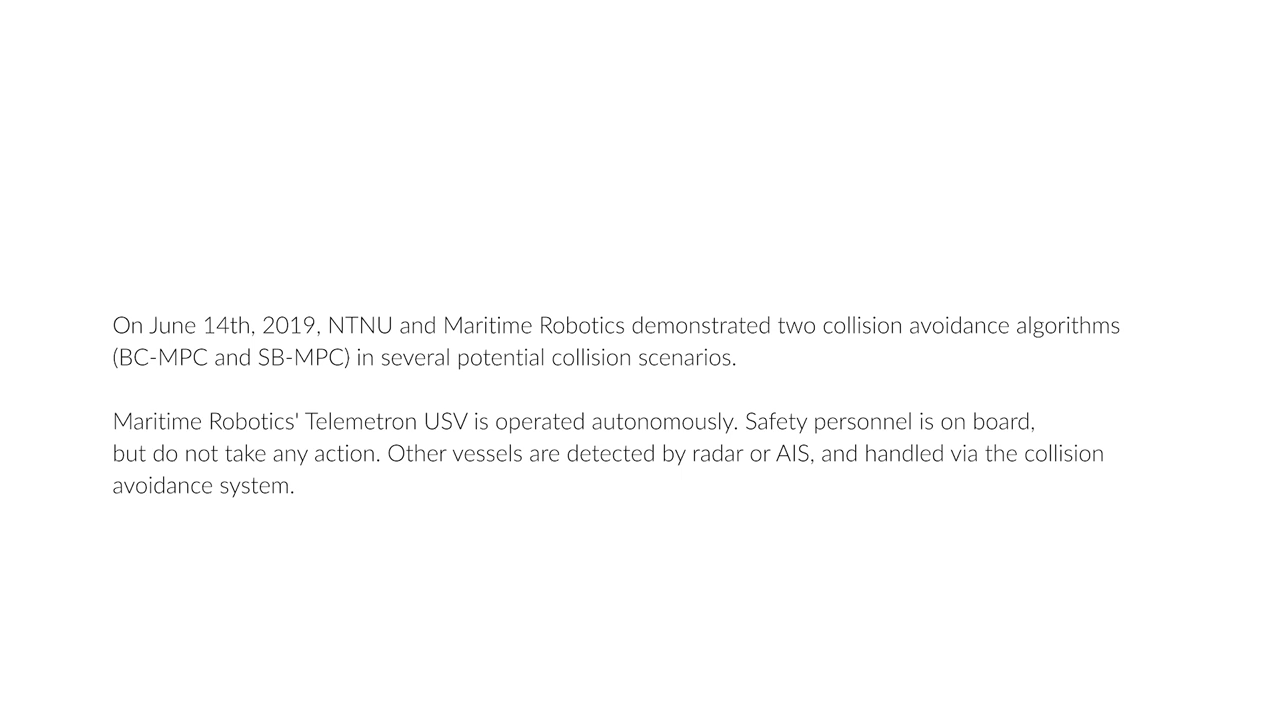 On June 14th, 2019, NTNU and Maritime Robotics demonstrated two collision avoidance algorithms
(BC-MPC and SB-MPC) in several potential collision scenarios.
Maritime Robotics' Telemetron USV is operated autonomously. Safety personnel is on board,
but do not take any action. Other vessels are detected by radar or AIS, and handled via the collision
avoidance system.